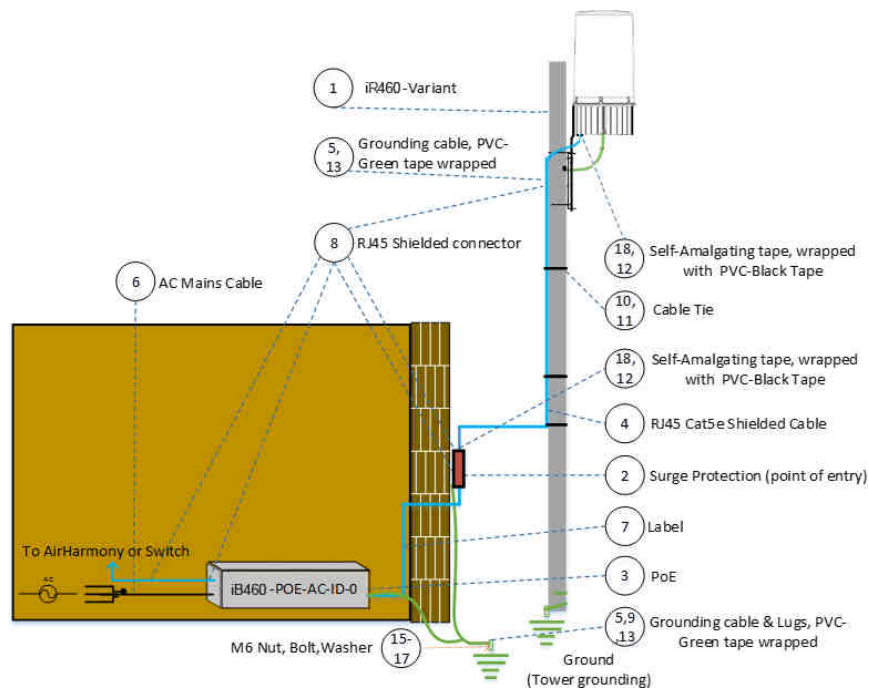 1
iR460-Variant
5,
13
Grounding cable, PVC-
Green tape wrapped
8
RJ45 Shielded connector
6
AC Mains Cable
18,
12
Self-Amalgating tape, wrapped
with PVC-Black Tape
10,
11
Cable Tie
18,
12
Self-Amalgating tape, wrapped
with PVC-Black Tape
4
RJ45 Cat5e Shielded Cable
2
Surge Protection (point of entry)
7
Label
To AirHarmony or Switch
AC
iB460-POE-AC-ID-0
3
PoE
5,9
,13
Grounding cable & Lugs, PVC-
Green tape wrapped
M6 Nut, Bolt,Washer
15-
17
Ground
(Tower grounding)